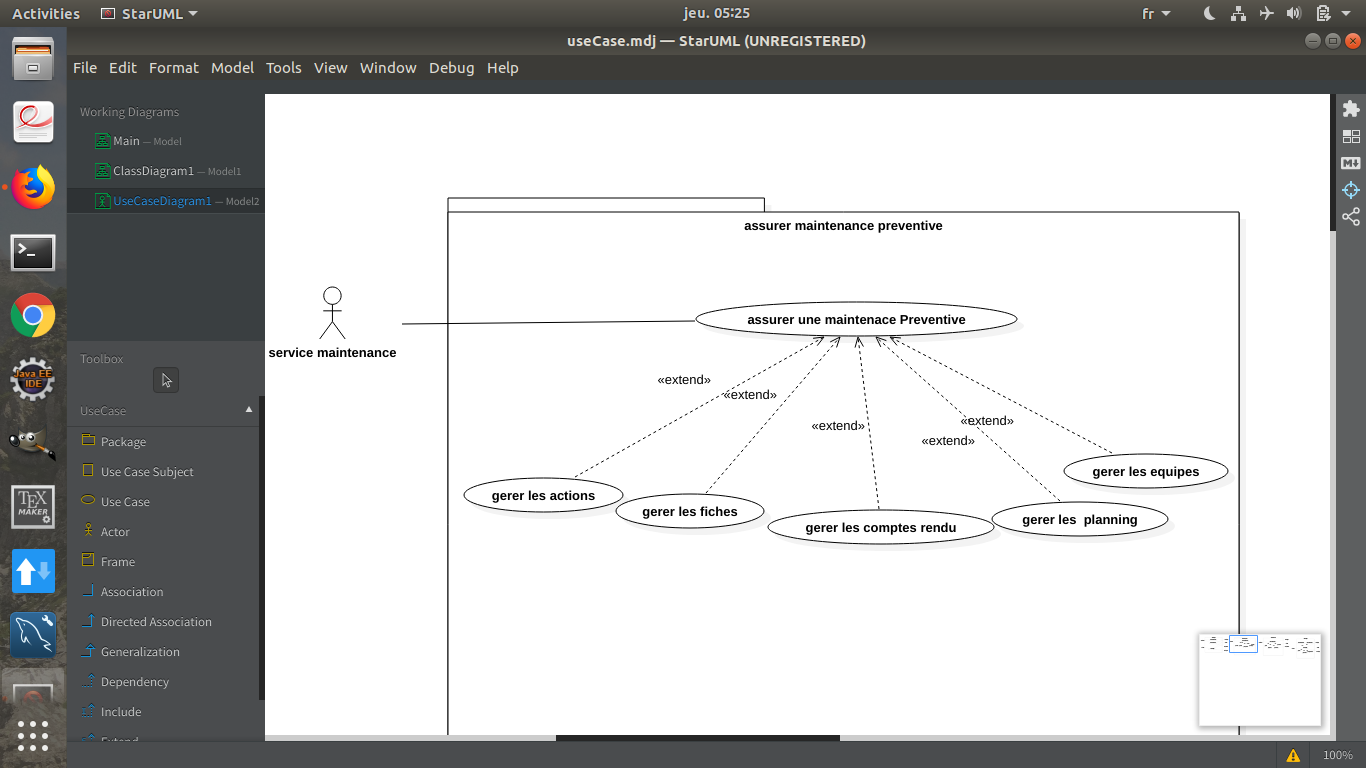 Activities
StarUML
jeu. 05:25
fr
useCase.mdj — StarUML (UNREGISTERED)
File Edit Format Model Tools View Window Debug Help
Working Diagrams
Main — Model
ClassDiagram1 — Model1
UseCaseDiagram1 — Model2
Toolbox
UseCase
Package
Use Case Subject
Use Case
Actor
Frame
Association
Directed Association
Generalization
Dependency
Include
Extend
assurer maintenance preventive
service maintenance
assurer une maintenace Preventive
«extend»
«extend»
«extend»
«extend»
«extend»
gerer les actions
gerer les fiches
gerer les comptes rendu
gerer les  planning
gerer les equipes
Java EE
IDE
TEX
MAKER
M
100%